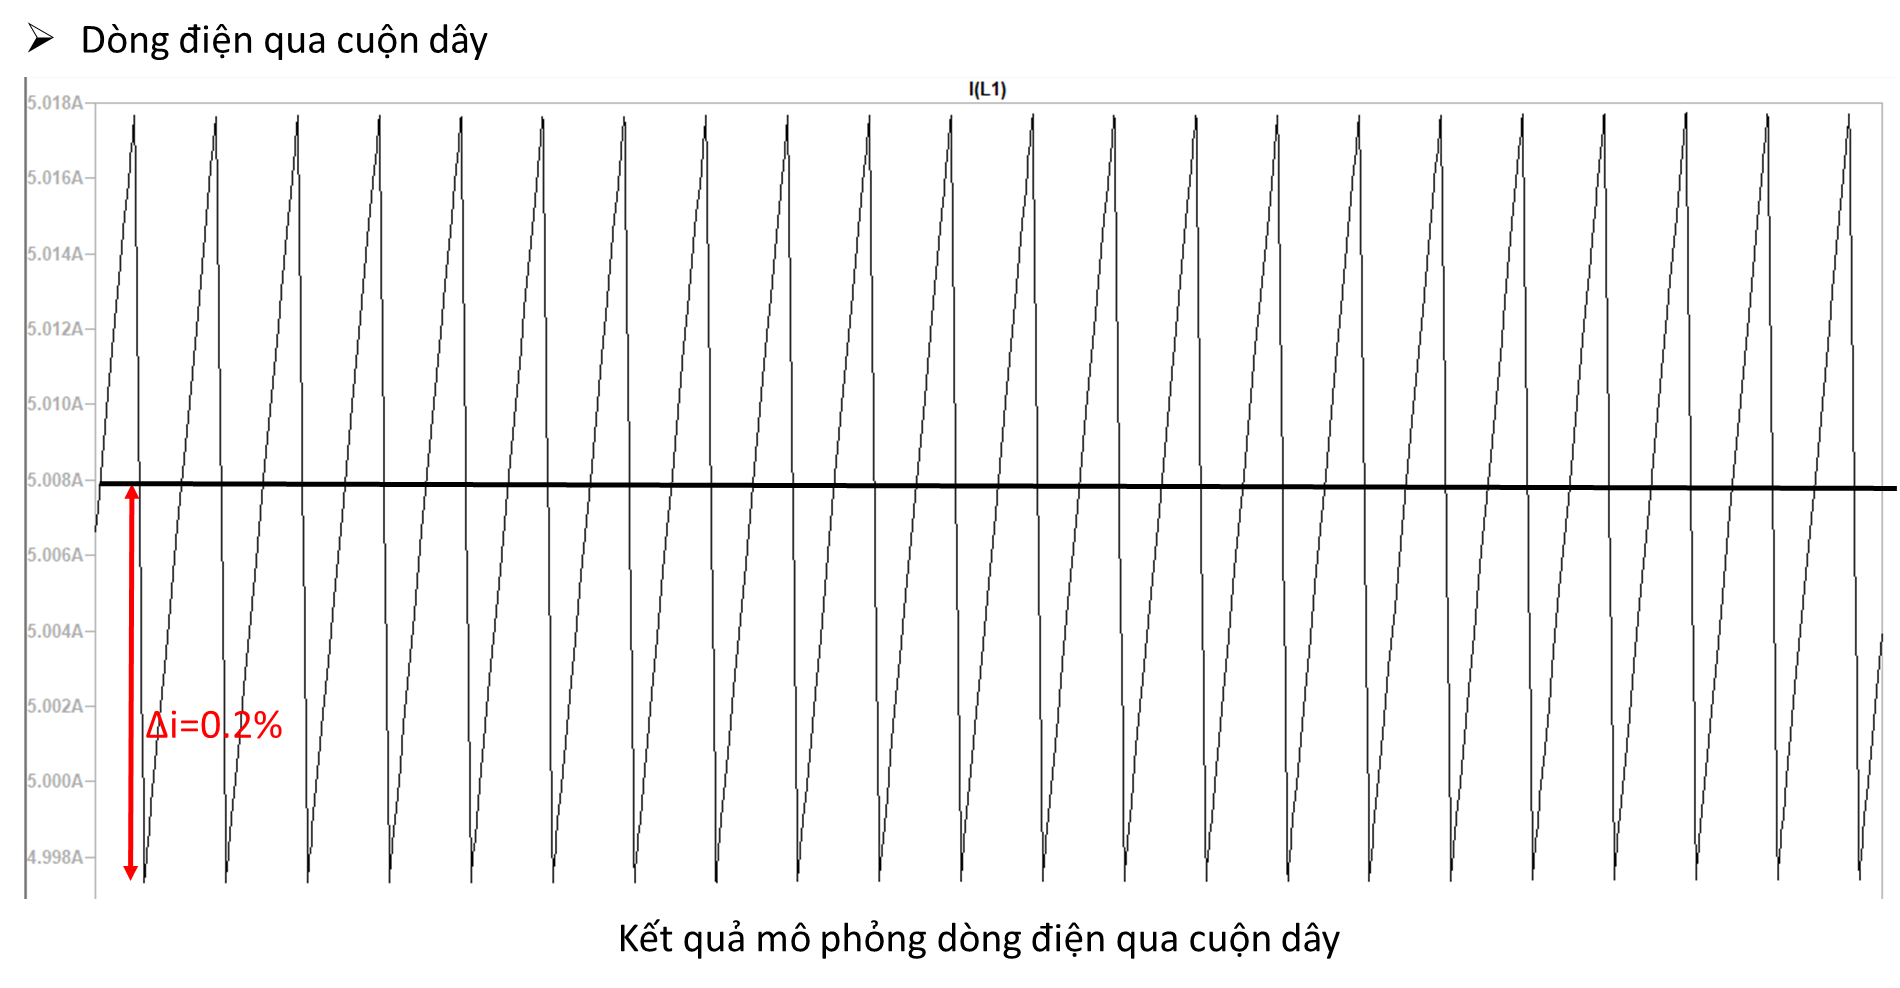 ➢ Dòng điện qua cuộn dây
I(L1)
5.018A
5.016A
5.014A
5.012A
5.010A
5.008A
5.006A
5.004A
5.002A
Δi=0.2%
5.000A
4.998A
Kết quả mô phỏng dòng điện qua cuộn dây